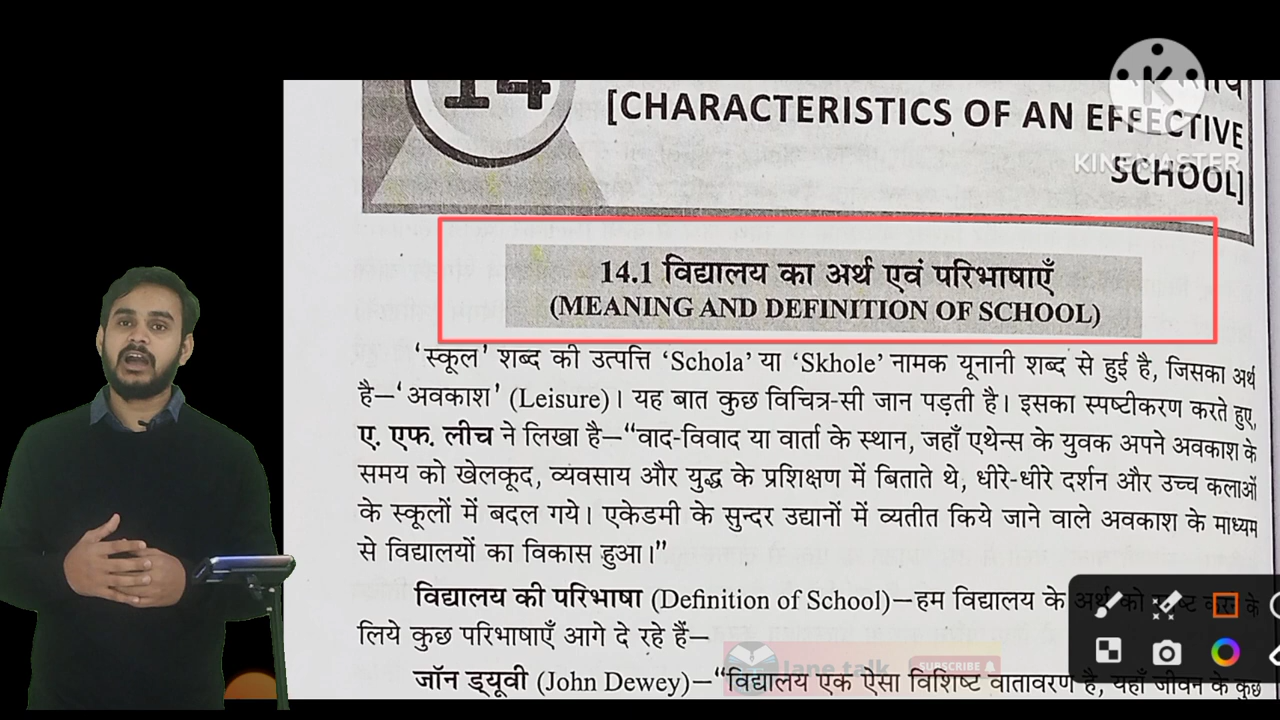 14
[CHARACTERISTICS OF AN EFFECTIVE
SCHOOL]
KINEMASTER
14.1 विद्यालय का अर्थ एवं परिभाषाएँ
(MEANING AND DEFINITION OF SCHOOL)
‘स्कूल’ शब्द की उत्पत्ति ‘Schola’ या ‘Skhole’ नामक यूनानी शब्द से हुई है, जिसका अर्थ
है—‘अवकाश’ (Leisure)। यह बात कुछ विचित्र-सी जान पड़ती है। इसका स्पष्टीकरण करते हुए,
ए. एफ. लीच ने लिखा है—“वाद-विवाद या वार्ता के स्थान, जहाँ एथेन्स के युवक अपने अवकाश के
समय को खेलकूद, व्यवसाय और युद्ध के प्रशिक्षण में बिताते थे, धीरे-धीरे दर्शन और उच्च कलाओं
के स्कूलों में बदल गये। एकेडमी के सुन्दर उद्यानों में व्यतीत किये जाने वाले अवकाश के माध्यम
से विद्यालयों का विकास हुआ।”
विद्यालय की परिभाषा (Definition of School)—हम विद्यालय के अर्थ को स्पष्ट करने के
लिये कुछ परिभाषाएँ आगे दे रहे हैं—
talk SUBSCRIBE
जॉन ड्यूवी (John Dewey)—“विद्यालय एक ऐसा विशिष्ट वातावरण है, यहाँ जीवन के कुछ